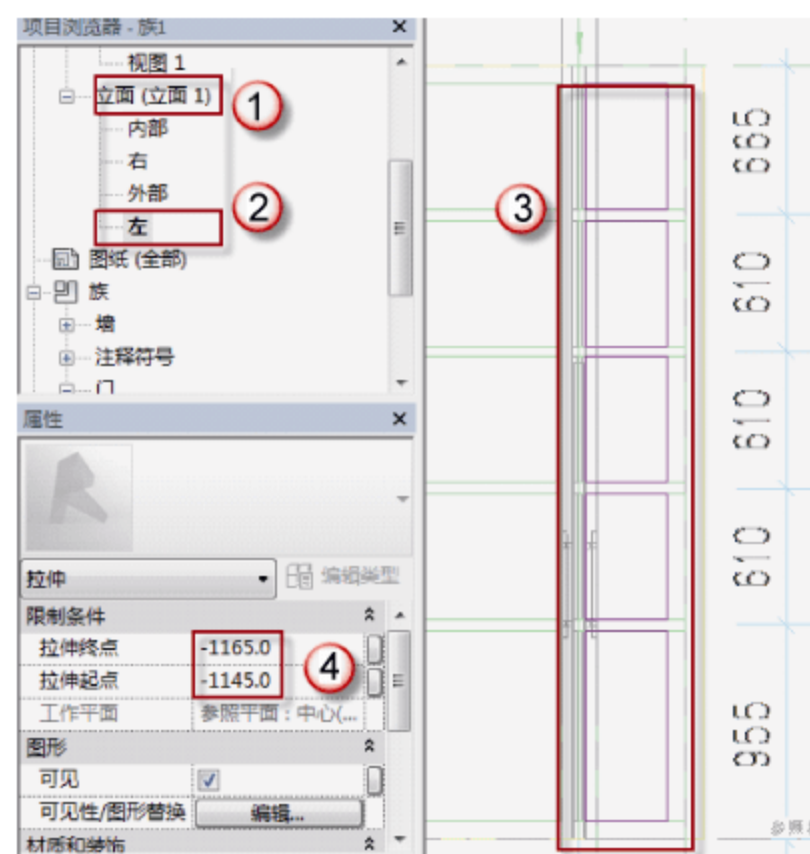 项目浏览器 - 族1
视图 1
立面 (立面 1)
1
内部
右
外部
2
左
图纸 (全部)
族
墙
注释符号
门
属性
拉伸
编辑类型
限制条件
拉伸终点 -1165.0
拉伸起点 -1145.0
4
工作平面 参照平面 : 中心(...
图形
可见
可见性/图形替换 编辑...
材质和装饰
3
665
610
610
610
955
参照